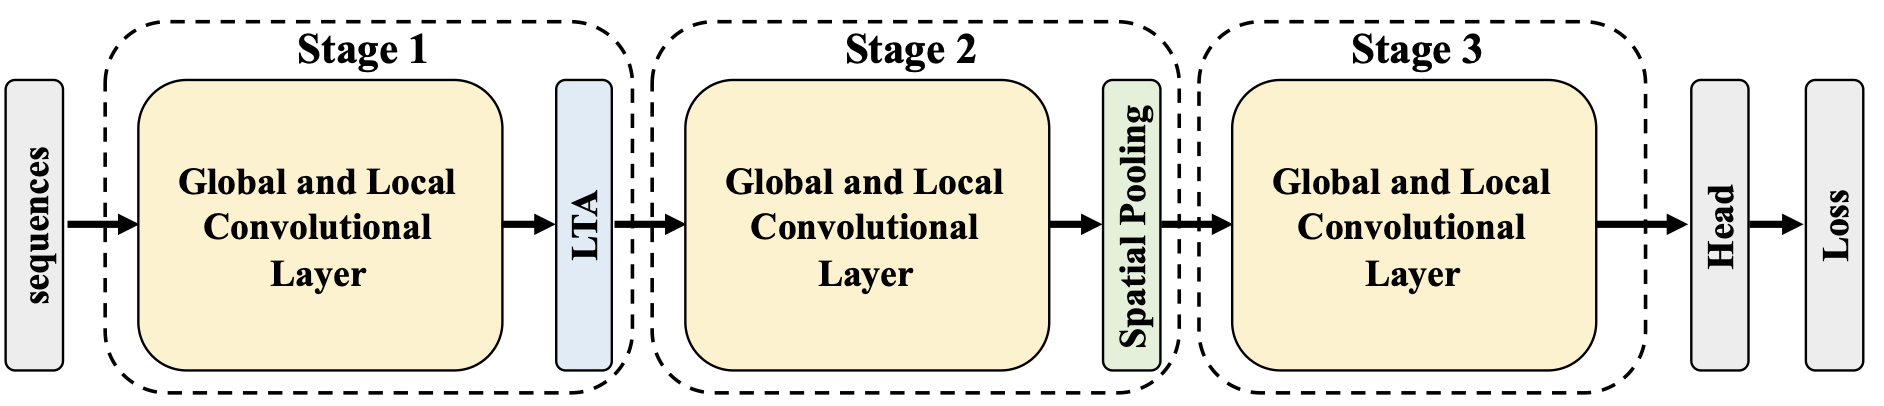 sequences
Stage 1
Global and Local
Convolutional
Layer
LTA
Stage 2
Global and Local
Convolutional
Layer
Spatial Pooling
Stage 3
Global and Local
Convolutional
Layer
Head
Loss